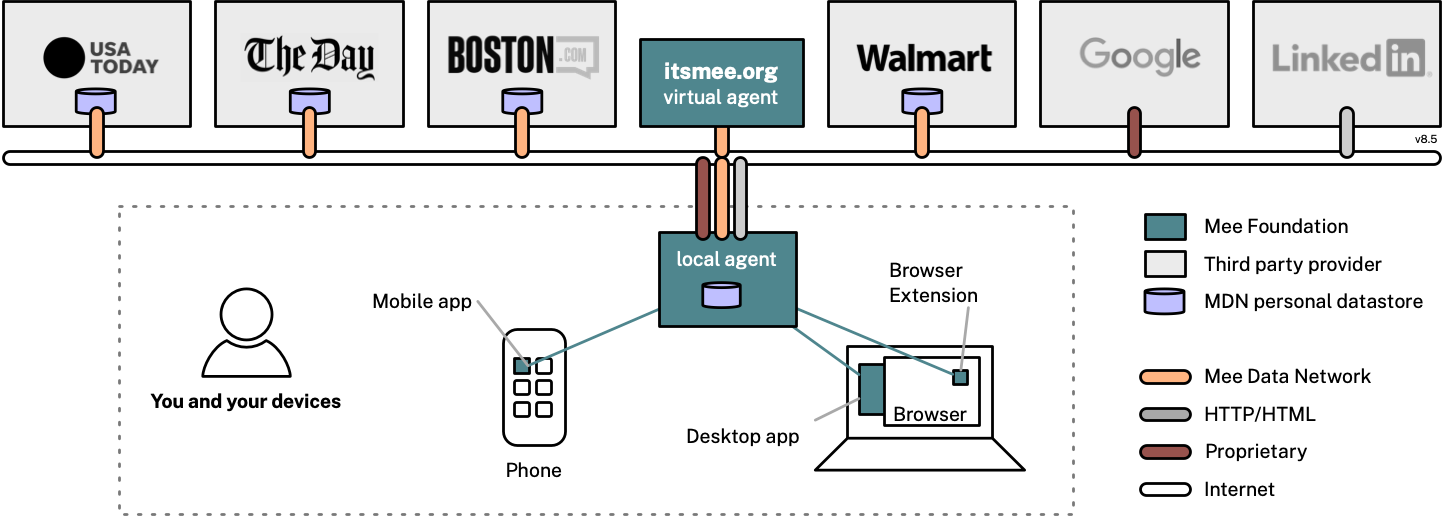 USA
TODAY
The Day
BOSTON
.COM
itsmee.org
virtual agent
Walmart
Google
Linked in®
v8.5
local agent
Mobile app
Browser
Extension
You and your devices
Browser
Desktop app
Phone
Mee Foundation
Third party provider
MDN personal datastore
Mee Data Network
HTTP/HTML
Proprietary
Internet